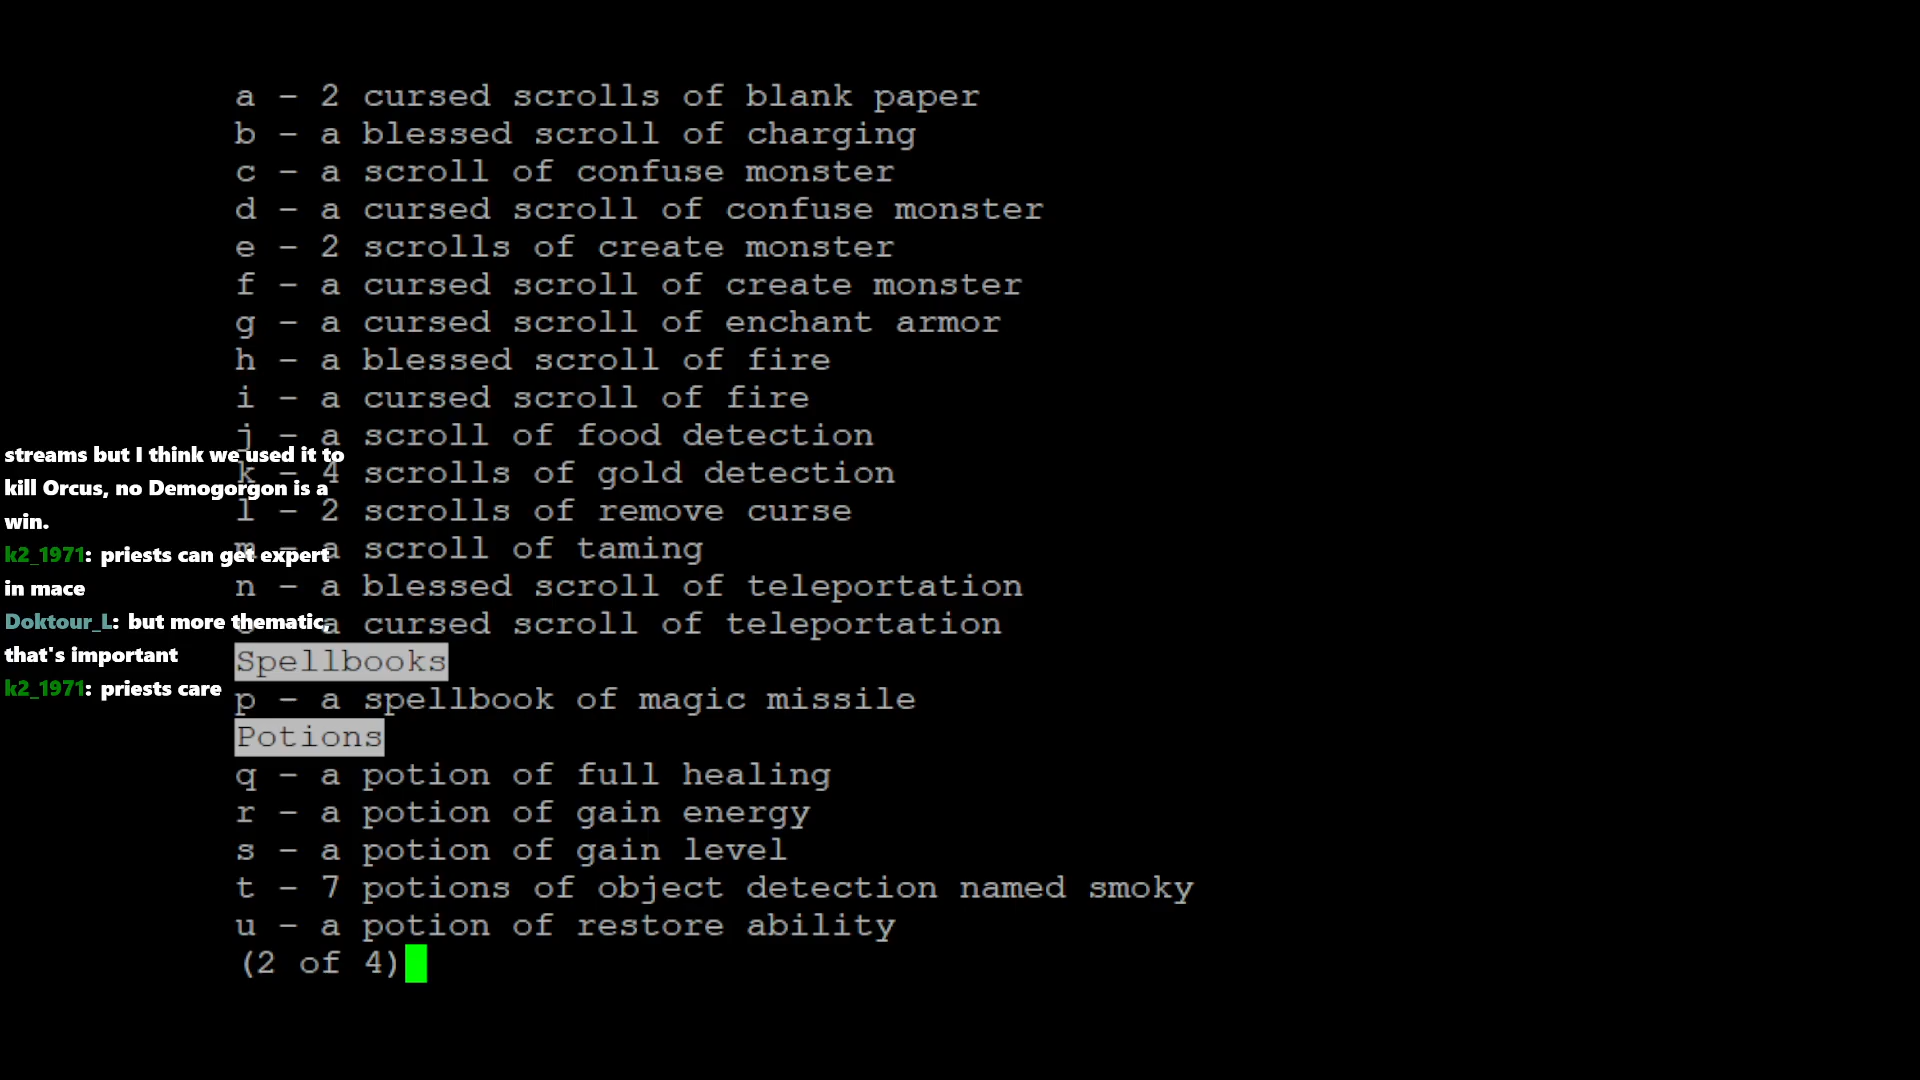 a - 2 cursed scrolls of blank paper
b - a blessed scroll of charging
c - a scroll of confuse monster
d - a cursed scroll of confuse monster
e - 2 scrolls of create monster
f - a cursed scroll of create monster
g - a cursed scroll of enchant armor
h - a blessed scroll of fire
i - a cursed scroll of fire
j - a scroll of food detection
k - 4 scrolls of gold detection
l - 2 scrolls of remove curse
m - a scroll of taming
n - a blessed scroll of teleportation
o - a cursed scroll of teleportation
Spellbooks
p - a spellbook of magic missile
Potions
q - a potion of full healing
r - a potion of gain energy
s - a potion of gain level
t - 7 potions of object detection named smoky
u - a potion of restore ability
(2 of 4)
streams but I think we used it to
kill Orcus, no Demogorgon is a
win.
k2_1971: priests can get expert
in mace
Doktour_L: but more thematic,
that's important
k2_1971: priests care